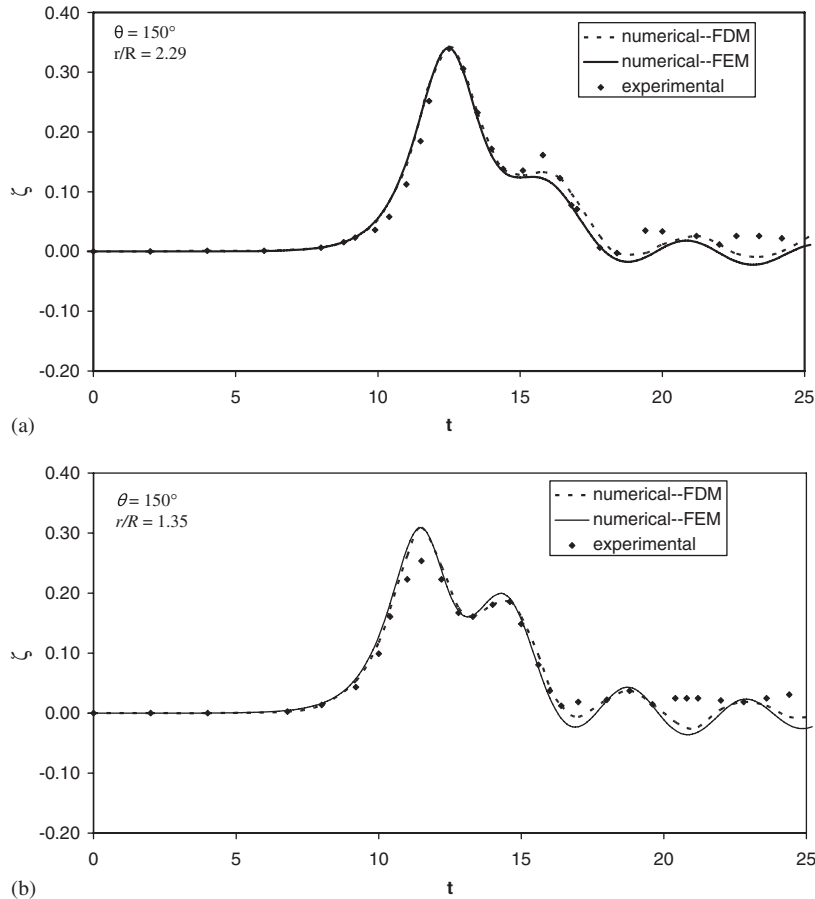 0.40
θ = 150°
r/R = 2.29
numerical--FDM
numerical--FEM
experimental
0.30
0.20
0.10
0.00
-0.10
-0.20
ζ
0 5 10 15 20 25
(a)
t
0.40
θ = 150°
r/R = 1.35
numerical--FDM
numerical--FEM
experimental
0.30
0.20
0.10
0.00
-0.10
-0.20
ζ
0 5 10 15 20 25
(b)
t